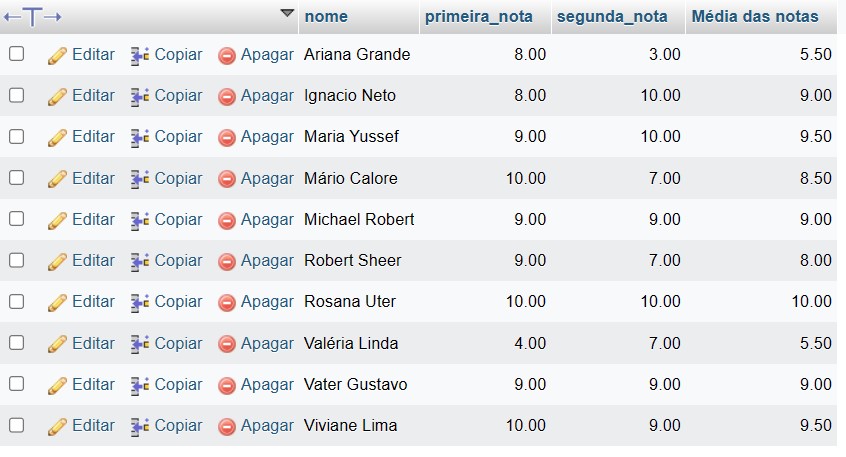 nome primeira_nota segunda_nota Média das notas
Editar Copiar Apagar Ariana Grande 8.00 3.00 5.50
Editar Copiar Apagar Ignacio Neto 8.00 10.00 9.00
Editar Copiar Apagar Maria Yussef 9.00 10.00 9.50
Editar Copiar Apagar Mário Calore 10.00 7.00 8.50
Editar Copiar Apagar Michael Robert 9.00 9.00 9.00
Editar Copiar Apagar Robert Sheer 9.00 7.00 8.00
Editar Copiar Apagar Rosana Uter 10.00 10.00 10.00
Editar Copiar Apagar Valéria Linda 4.00 7.00 5.50
Editar Copiar Apagar Vater Gustavo 9.00 9.00 9.00
Editar Copiar Apagar Viviane Lima 10.00 9.00 9.50